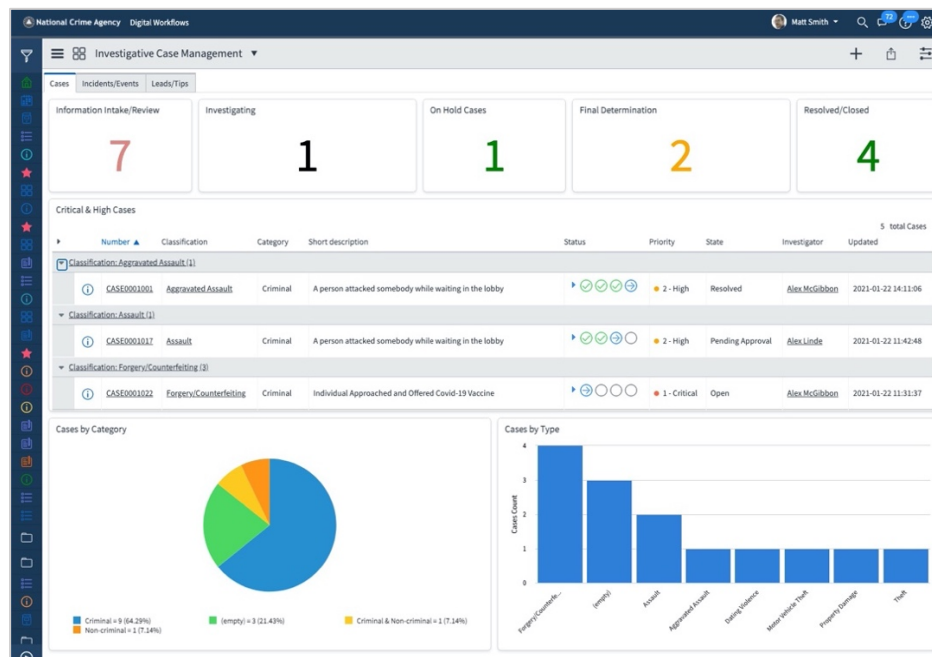 National Crime Agency Digital Workflows
Matt Smith
72
Investigative Case Management
Cases Incidents/Events Leads/Tips
Information Intake/Review Investigating On Hold Cases Final Determination Resolved/Closed
7 1 1 2 4
Critical & High Cases
5 total Cases
Number Classification Category Short description Status Priority State Investigator Updated
Classification: Aggravated Assault (1)
CASE0001001 Aggravated Assault Criminal A person attacked somebody while waiting in the lobby 2 - High Resolved Alex McGibbon 2021-01-22 14:11:06
Classification: Assault (1)
CASE0001017 Assault Criminal A person attacked somebody while waiting in the lobby 2 - High Pending Approval Alex Linde 2021-01-22 11:42:48
Classification: Forgery/Counterfeiting (3)
CASE0001022 Forgery/Counterfeiting Criminal Individual Approached and Offered Covid-19 Vaccine 1 - Critical Open Alex McGibbon 2021-01-22 11:31:37
Cases by Category
Criminal = 9 (64.29%) (empty) = 3 (21.43%) Criminal & Non-criminal = 1 (7.14%)
Non-criminal = 1 (7.14%)
Cases by Type
Cases Count
4
3
2
1
0
Forgery/Counterfe... (empty) Assault Aggravated Assault Dating Violence Motor Vehicle Theft Property Damage Theft